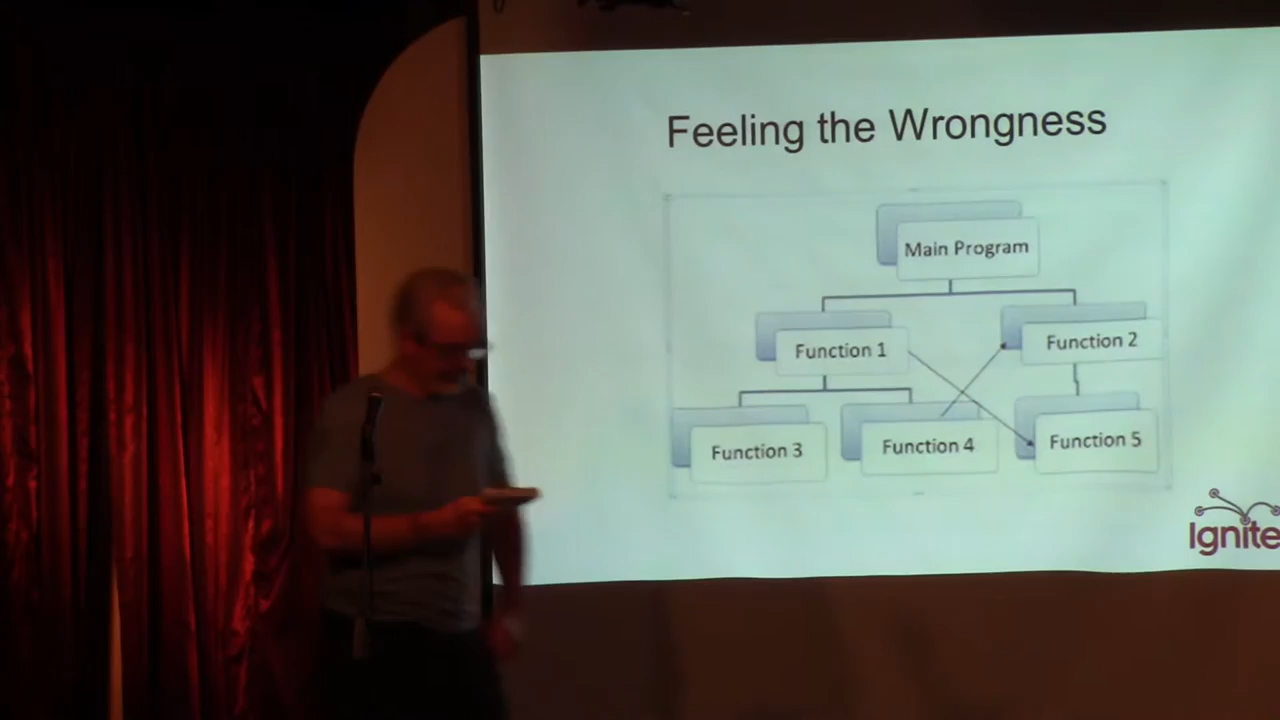 Feeling the Wrongness
Main Program
Function 1
Function 2
Function 3
Function 4
Function 5
Ignite